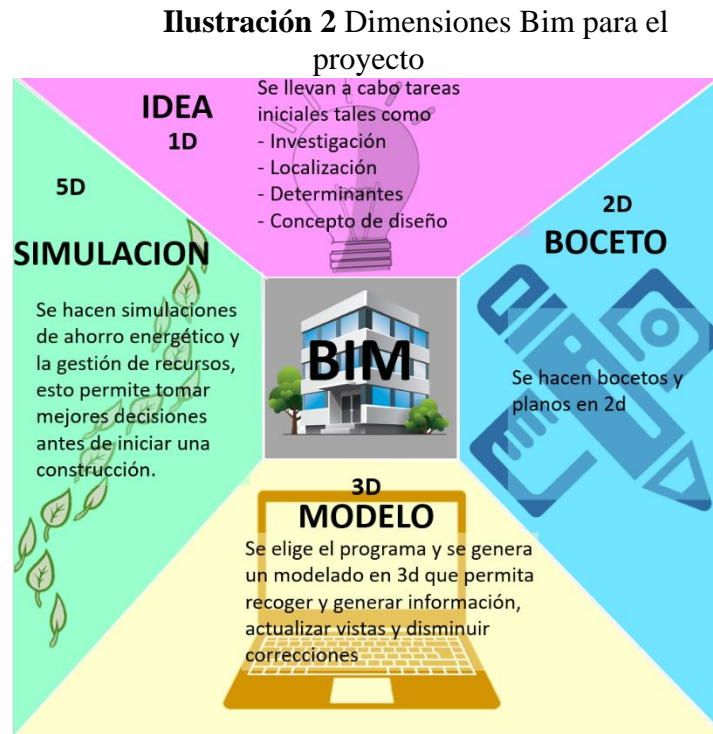 Ilustración 2 Dimensiones Bim para el
proyecto
IDEA
1D
Se llevan a cabo tareas
iniciales tales como
- Investigación
- Localización
- Determinantes
- Concepto de diseño
2D
BOCETO
Se hacen bocetos y
planos en 2d
3D
MODELO
Se elige el programa y se genera
un modelado en 3d que permita
recoger y generar información,
actualizar vistas y disminuir
correcciones
5D
SIMULACION
Se hacen simulaciones
de ahorro energético y
la gestión de recursos,
esto permite tomar
mejores decisiones
antes de iniciar una
construcción.
BIM